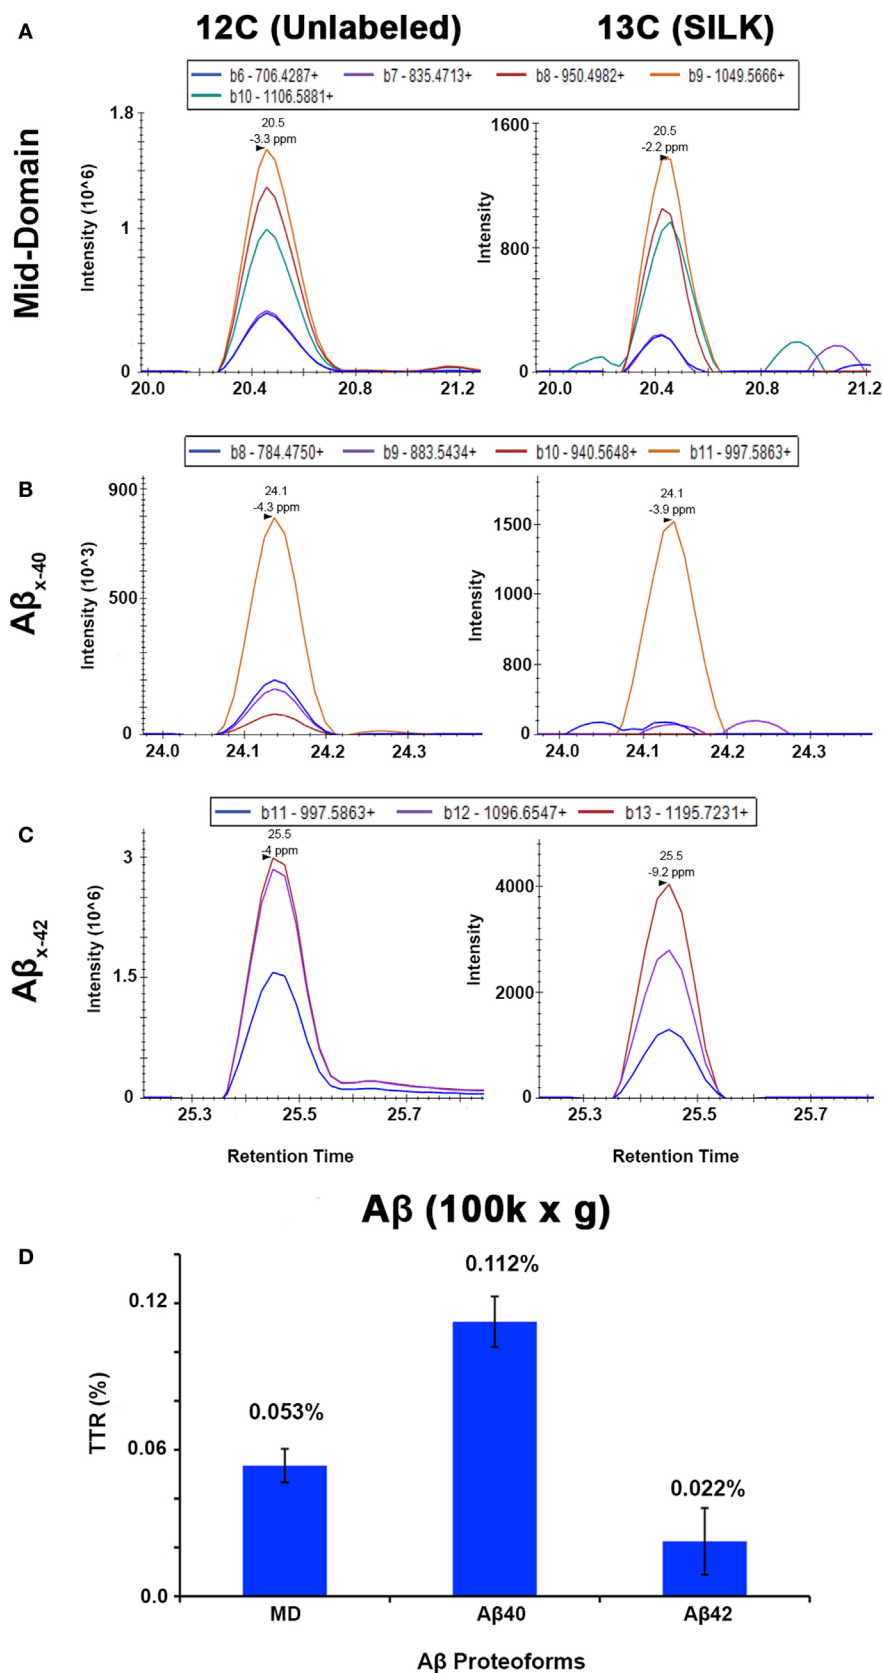 A
12C (Unlabeled) 13C (SILK)
b6 - 706.4287+ b7 - 835.4713+ b8 - 950.4982+ b9 - 1049.5666+
b10 - 1106.5881+
Mid-Domain
Intensity (10^6)
1.8
1
0
20.5
-3.3 ppm
20.0 20.4 20.8 21.2
Intensity
1600
800
0
20.5
-2.2 ppm
20.0 20.4 20.8 21.2
b8 - 784.4750+ b9 - 883.5434+ b10 - 940.5648+ b11 - 997.5863+
B
Aβx-40
Intensity (10^3)
900
500
0
24.1
-4.3 ppm
24.0 24.1 24.2 24.3
Intensity
1500
1000
800
0
24.1
-3.9 ppm
24.0 24.1 24.2 24.3
b11 - 997.5863+ b12 - 1096.6547+ b13 - 1195.7231+
C
Aβx-42
Intensity (10^6)
3
1.5
0
25.5
-4 ppm
25.3 25.5 25.7
Retention Time
Intensity
4000
2000
0
25.5
-9.2 ppm
25.3 25.5 25.7
Retention Time
Aβ (100k x g)
D
TTR (%)
0.12
0.06
0.0
0.053%
0.112%
0.022%
MD Aβ40 Aβ42
Aβ Proteoforms